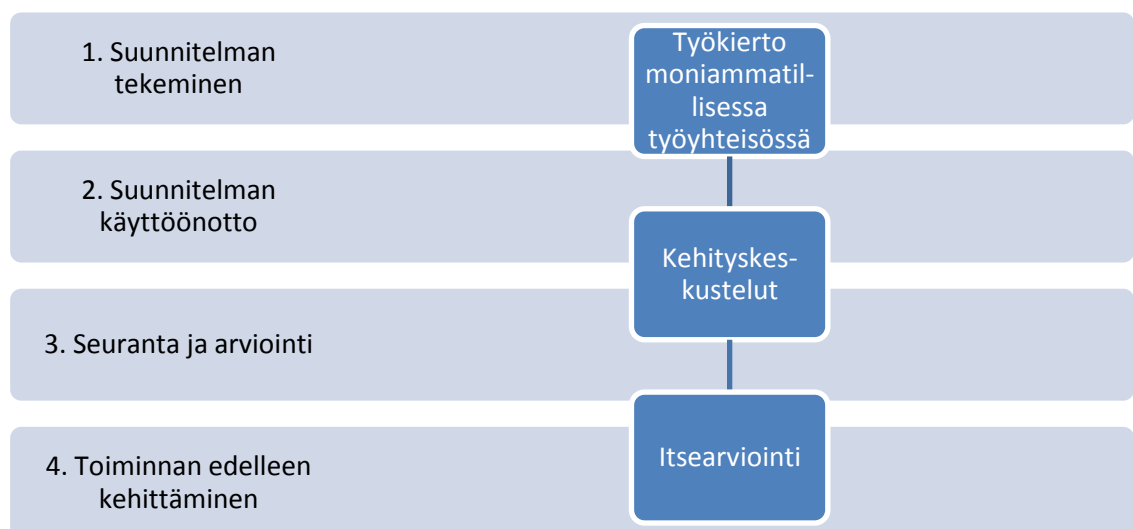 1. Suunnitelman
tekeminen
Työkierto
moniammatil-
lisessa
työyhteisössä
2. Suunnitelman
käyttöönotto
Kehityskes-
kustelut
3. Seuranta ja arviointi
Itsearviointi
4. Toiminnan edelleen
kehittäminen